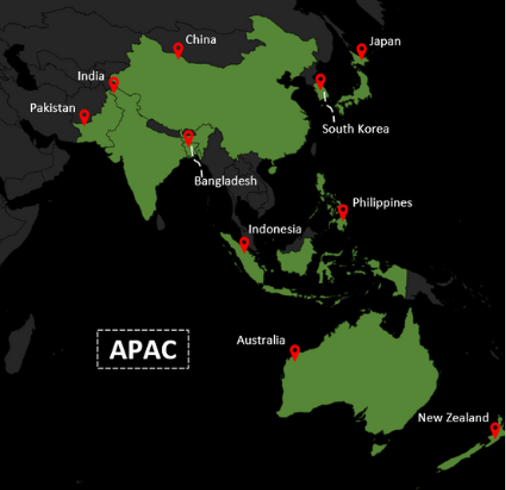 China
Japan
India
Pakistan
South Korea
Bangladesh
Philippines
Indonesia
Australia
APAC
New Zealand